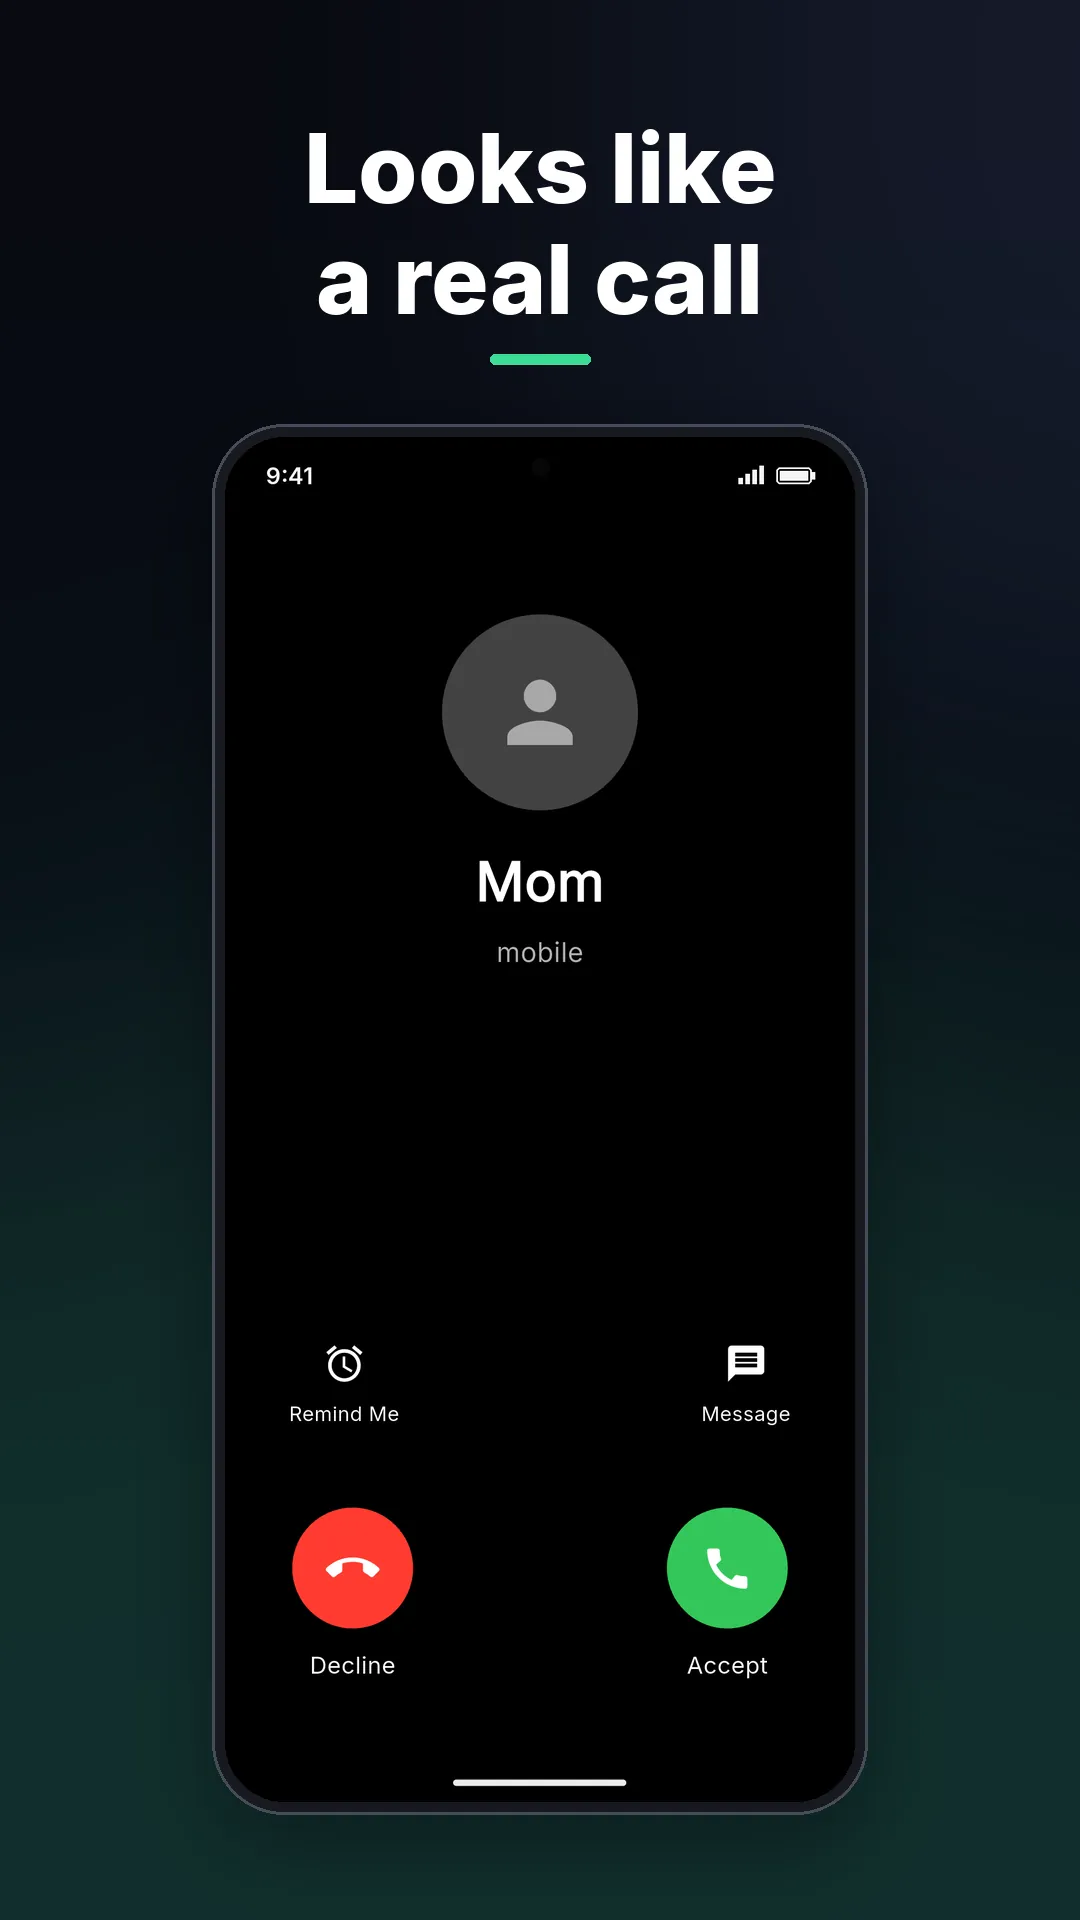 Looks like
a real call
9:41
Mom
mobile
Remind Me
Message
Decline
Accept